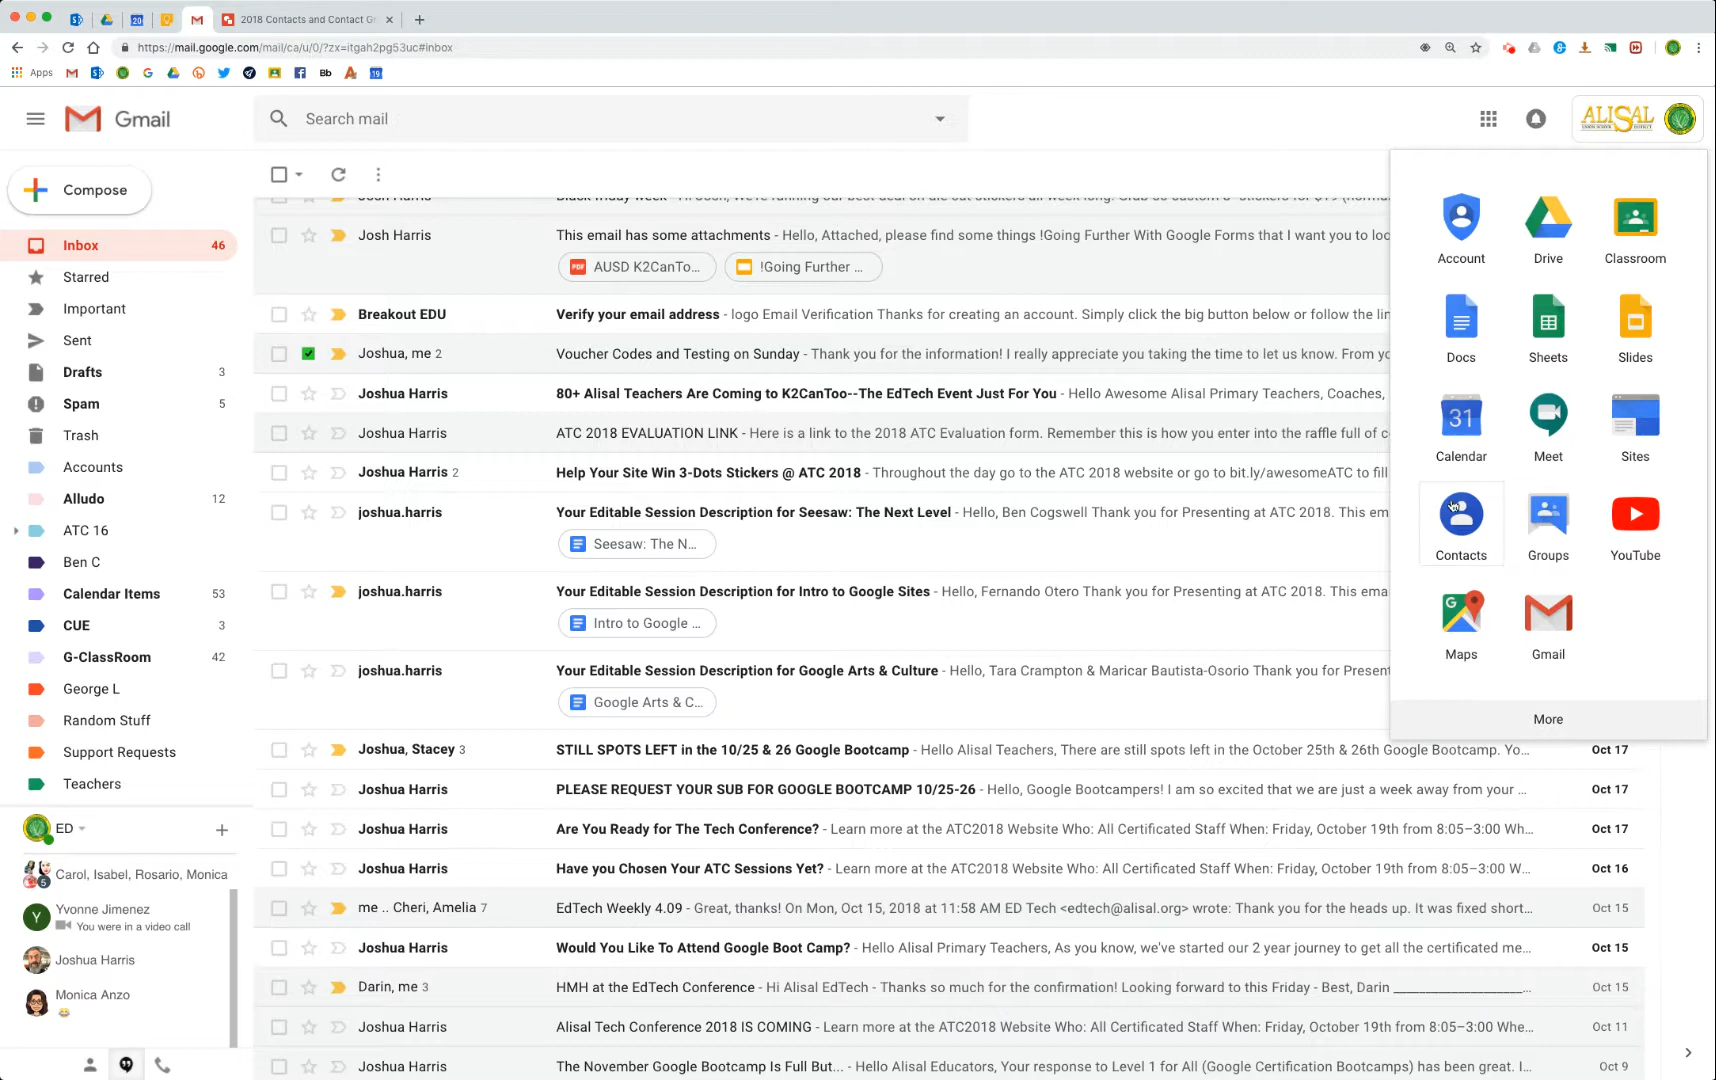 20
2018 Contacts and Contact Gr
https://mail.google.com/mail/ca/u/0/?zx=itgah2pg53uc#inbox
Apps
Bb
19
Gmail
Search mail
ALISAL
Compose
Inbox 46
Starred
Important
Sent
Drafts 3
Spam 5
Trash
Accounts
Alludo 12
ATC 16
Ben C
Calendar Items 53
CUE 3
G-ClassRoom 42
George L
Random Stuff
Support Requests
Teachers
ED
Carol, Isabel, Rosario, Monica
5
Y
Yvonne Jimenez
You were in a video call
Joshua Harris
Monica Anzo
Josh Harris
This email has some attachments - Hello, Attached, please find some things !Going Further With Google Forms that I want you to loo
PDF AUSD K2CanTo...
!Going Further ...
Breakout EDU Verify your email address - logo Email Verification Thanks for creating an account. Simply click the big button below or follow the lin
Joshua, me 2 Voucher Codes and Testing on Sunday - Thank you for the information! I really appreciate you taking the time to let us know. From yo
Joshua Harris 80+ Alisal Teachers Are Coming to K2CanToo--The EdTech Event Just For You - Hello Awesome Alisal Primary Teachers, Coaches,
Joshua Harris ATC 2018 EVALUATION LINK - Here is a link to the 2018 ATC Evaluation form. Remember this is how you enter into the raffle full of c
Joshua Harris 2 Help Your Site Win 3-Dots Stickers @ ATC 2018 - Throughout the day go to the ATC 2018 website or go to bit.ly/awesomeATC to fill
joshua.harris Your Editable Session Description for Seesaw: The Next Level - Hello, Ben Cogswell Thank you for Presenting at ATC 2018. This em
Seesaw: The N...
joshua.harris Your Editable Session Description for Intro to Google Sites - Hello, Fernando Otero Thank you for Presenting at ATC 2018. This ema
Intro to Google ...
joshua.harris Your Editable Session Description for Google Arts & Culture - Hello, Tara Crampton & Maricar Bautista-Osorio Thank you for Present
Google Arts & C...
Joshua, Stacey 3 STILL SPOTS LEFT in the 10/25 & 26 Google Bootcamp - Hello Alisal Teachers, There are still spots left in the October 25th & 26th Google Bootcamp. Yo... Oct 17
Joshua Harris PLEASE REQUEST YOUR SUB FOR GOOGLE BOOTCAMP 10/25-26 - Hello, Google Bootcampers! I am so excited that we are just a week away from your ... Oct 17
Joshua Harris Are You Ready for The Tech Conference? - Learn more at the ATC2018 Website Who: All Certificated Staff When: Friday, October 19th from 8:05–3:00 Wh... Oct 17
Joshua Harris Have you Chosen Your ATC Sessions Yet? - Learn more at the ATC2018 Website Who: All Certificated Staff When: Friday, October 19th from 8:05–3:00 W... Oct 16
me .. Cheri, Amelia 7 EdTech Weekly 4.09 - Great, thanks! On Mon, Oct 15, 2018 at 11:58 AM ED Tech <edtech@alisal.org> wrote: Thank you for the heads up. It was fixed short... Oct 15
Joshua Harris Would You Like To Attend Google Boot Camp? - Hello Alisal Primary Teachers, As you know, we've started our 2 year journey to get all the certificated me... Oct 15
Darin, me 3 HMH at the EdTech Conference - Hi Alisal EdTech - Thanks so much for the confirmation! Looking forward to this Friday - Best, Darin ____________________... Oct 15
Joshua Harris Alisal Tech Conference 2018 IS COMING - Learn more at the ATC2018 Website Who: All Certificated Staff When: Friday, October 19th from 8:05–3:00 Whe... Oct 11
Joshua Harris The November Google Bootcamp Is Full But... - Hello Alisal Educators, Your response to Level 1 for All (Google Certification Bootcamps) has been great. I... Oct 9
Account Drive Classroom
Docs Sheets Slides
31
Calendar Meet Sites
Contacts Groups YouTube
G
Maps Gmail
More